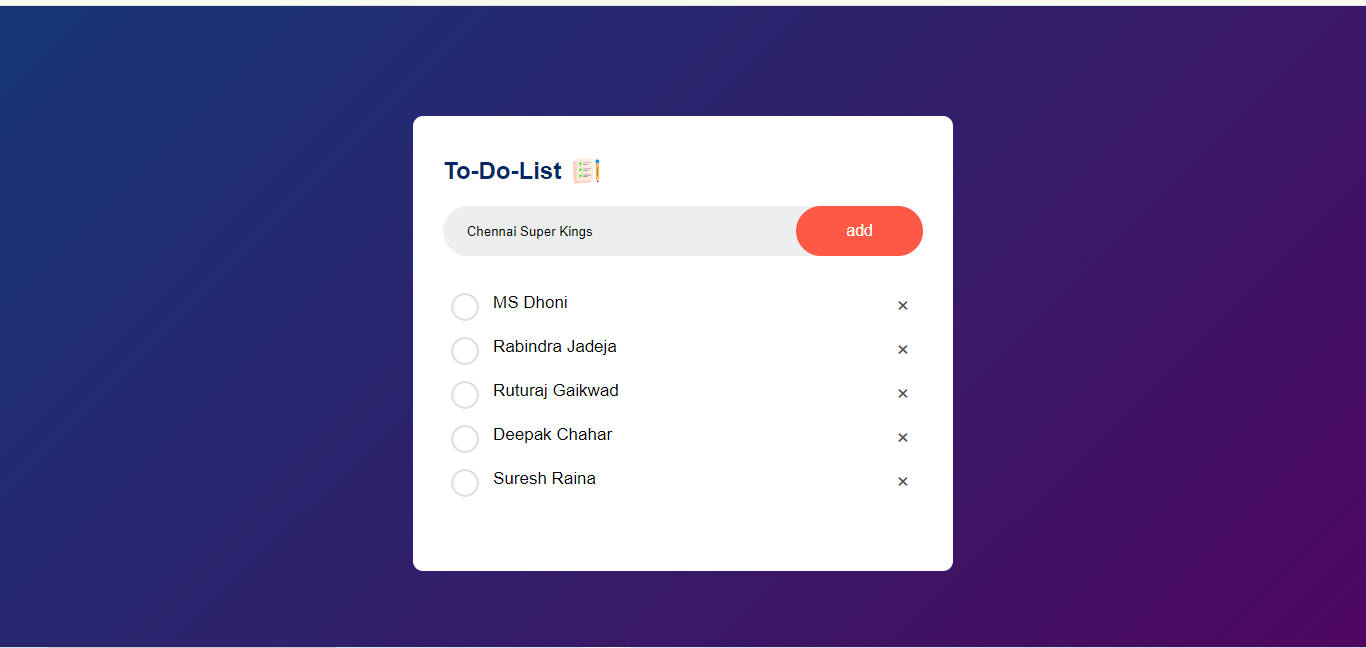 To-Do-List
Chennai Super Kings
add
MS Dhoni
×
Rabindra Jadeja
×
Ruturaj Gaikwad
×
Deepak Chahar
×
Suresh Raina
×